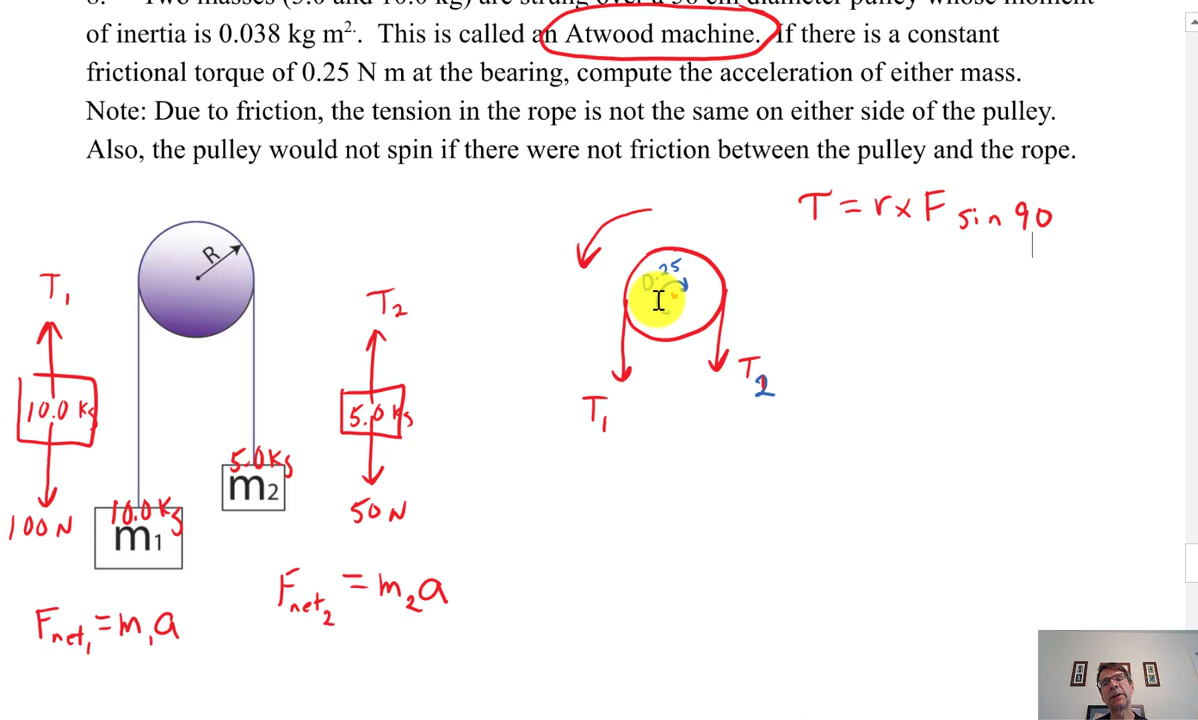 of inertia is 0.038 kg m². This is called an Atwood machine. If there is a constant
frictional torque of 0.25 N m at the bearing, compute the acceleration of either mass.
Note: Due to friction, the tension in the rope is not the same on either side of the pulley.
Also, the pulley would not spin if there were not friction between the pulley and the rope.
T = r x F sin 90
R
0.25
T₁
T₂
10.0 kg
5.0 kg
T₁
T₂
5.0 kg
m₂
100 N
10.0 kg
m₁
50 N
Fnet₂ = m₂a
Fnet₁ = m₁a